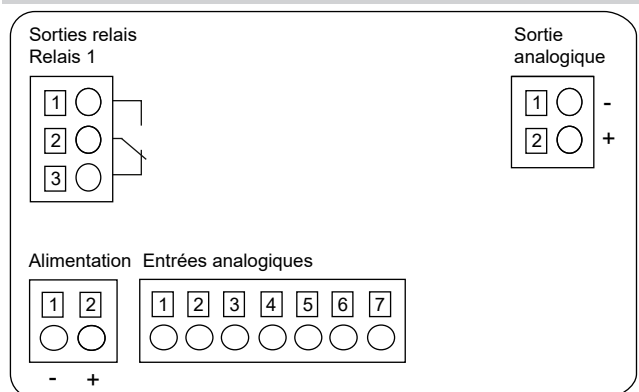 Sorties relais
Relais 1
1
2
3
Sortie
analogique
1 -
2 +
Alimentation
1 2
- +
Entrées analogiques
1 2 3 4 5 6 7